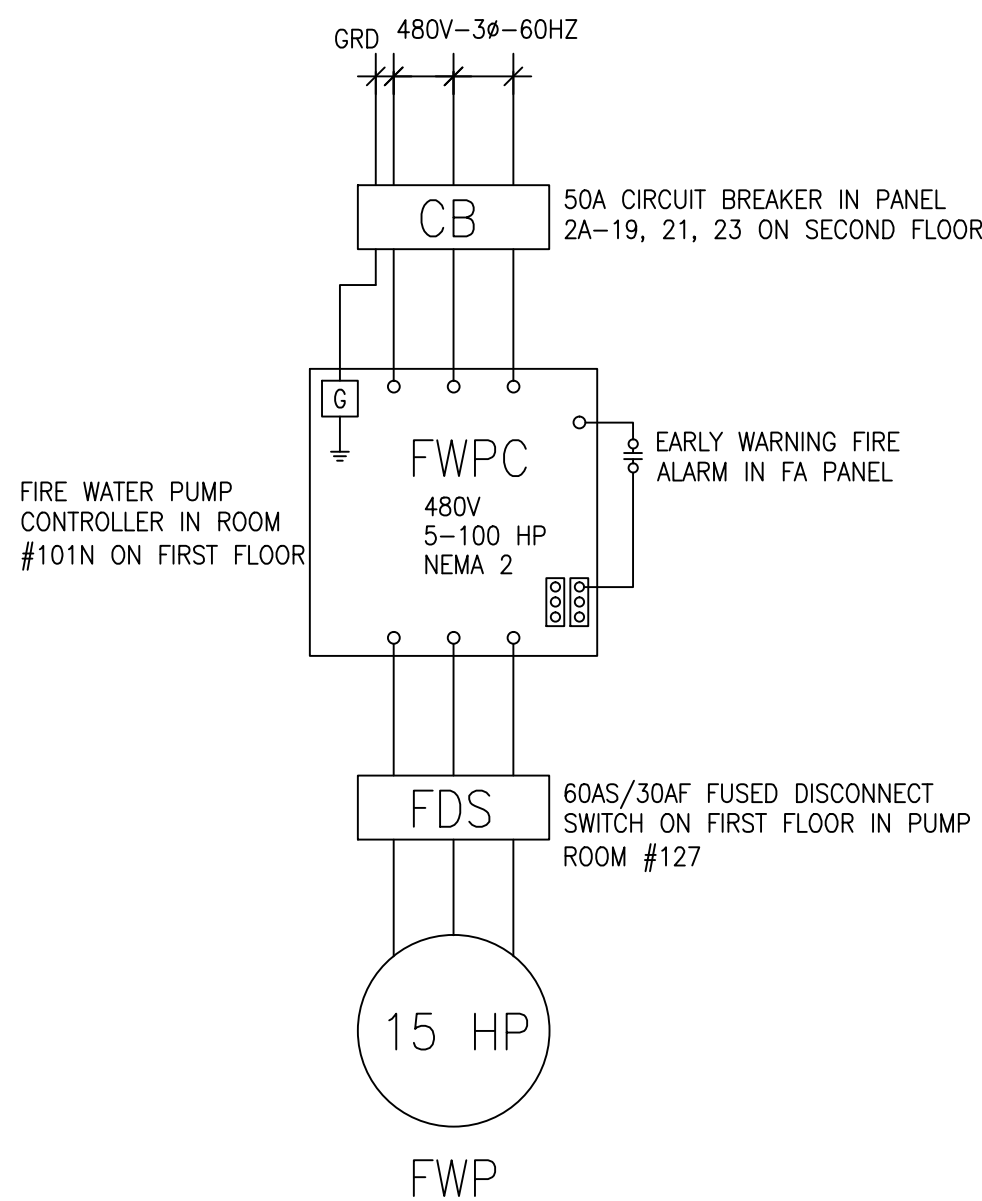 GRD
480V-3ø-60HZ
CB
50A CIRCUIT BREAKER IN PANEL
2A-19, 21, 23 ON SECOND FLOOR
G
FWPC
480V
5-100 HP
NEMA 2
EARLY WARNING FIRE
ALARM IN FA PANEL
FIRE WATER PUMP
CONTROLLER IN ROOM
#101N ON FIRST FLOOR
FDS
60AS/30AF FUSED DISCONNECT
SWITCH ON FIRST FLOOR IN PUMP
ROOM #127
15 HP
FWP